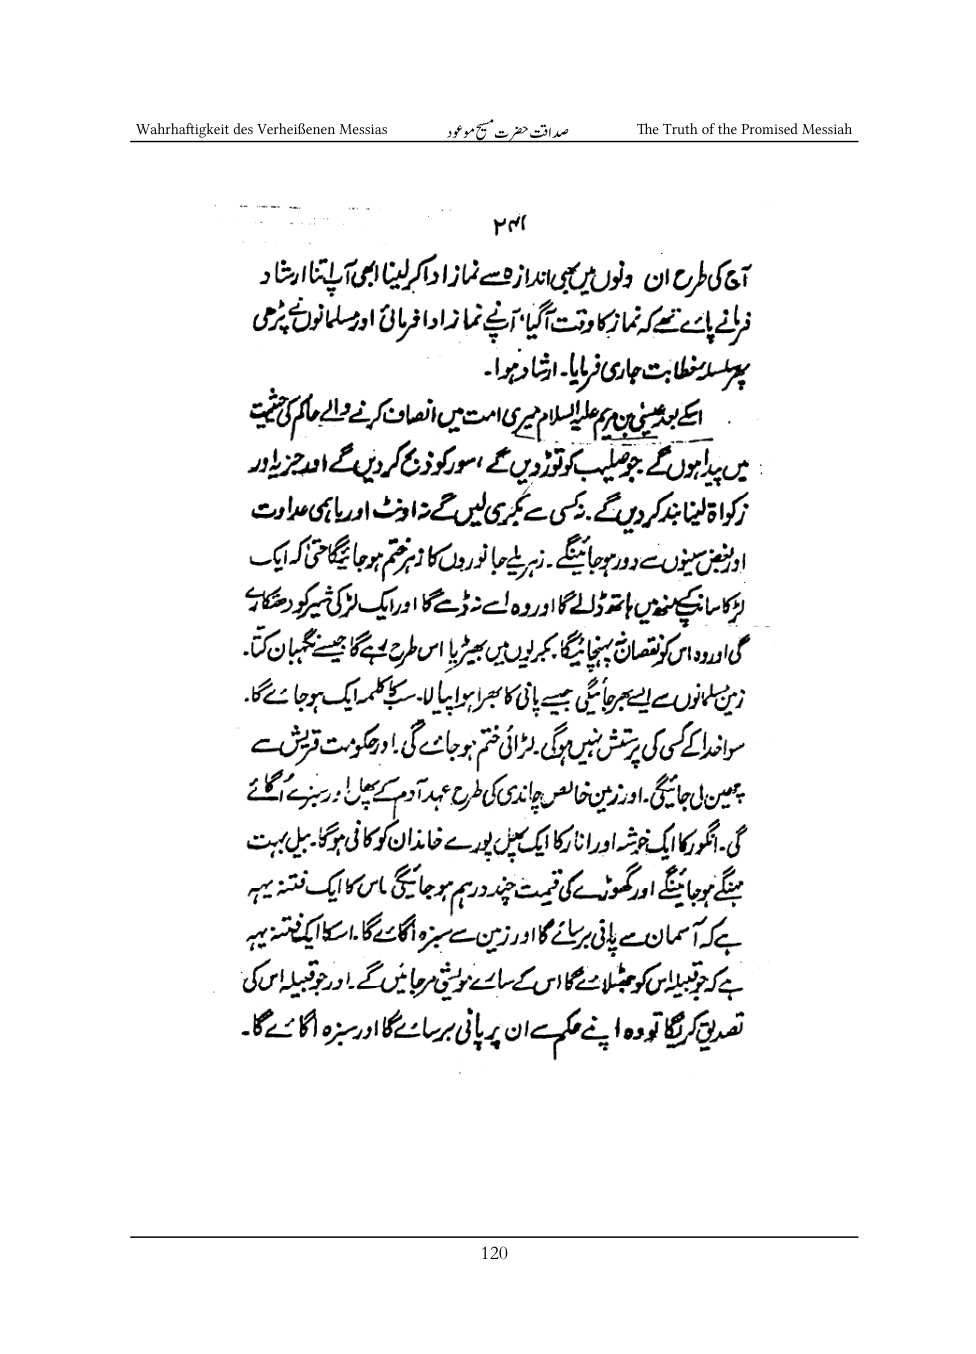 Wahrhaftigkeit des Verheißenen Messias صداقت حضرت مسیح موعود The Truth of the Promised Messiah
۲۴۱
آج کی طرح ان دنوں میں بھی اندازہ سے نماز ادا کر لینا ابھی آپ اتنا ارشاد
فرمانے پائے تھے کہ نماز کا وقت آگیا، آپ نے نماز ادا فرمائی اور مسلمانوں نے پڑھی
پھر سلسلہ خطابت جاری فرمایا۔ ارشاد ہوا۔
اسکے بعد عیسیٰ بن مریم علیہ السلام میری امت میں انصاف کرنے والے حاکم کی حیثیت
میں پیدا ہوں گے جو صلیب کو توڑ دیں گے، سور کو ذبح کر دیں گے اور جزیہ اور
زکواۃ لینا بند کر دیں گے۔ نہ کسی سے بکری لیں گے نہ اونٹ اور باہمی عداوت
اور بغض سینوں سے دور ہو جائینگے۔ زہریلے جانوروں کا زہر ختم ہو جائیگا حتیٰ کہ ایک
لڑکا سانپ کے منھ میں ہاتھ ڈالے گا اور وہ اسے نہ ڈسے گا اور ایک لڑکی شیر کو دھتکارے
گی اور وہ اس کو نقصان نہ پہنچائیگا۔ بکریوں میں بھیڑیا اس طرح رہے گا جیسے نگہبان کتا۔
زمین مسلمانوں سے ایسے بھر جائیگی جیسے پانی کا بھرا ہوا پیالا۔ سب کا کلمہ ایک ہو جائے گا۔
سوا خدا کے کسی کی پرستش نہیں ہوگی۔ لڑائی ختم ہو جائے گی۔ اور حکومت قریش سے
چھین لی جائیگی۔ اور زمین خالص چاندی کی طرح عہد آدم کے پھل اور سبزے اُگائے
گی۔ انگور کا ایک خوشہ اور انار کا ایک پھل پورے خاندان کو کافی ہوگا۔ بیل بہت
مہنگے ہو جائینگے اور گھوڑے کی قیمت چند درہم ہو جائیگی اس کا ایک فتنہ یہ
ہے کہ آسمان سے پانی برسائے گا اور زمین سے سبزہ اگائے گا۔ اسکا ایک فتنہ یہ
ہے کہ جو قبیلہ اس کو جھٹلائے گا اس کے سارے مویشی مر جائیں گے۔ اور جو قبیلہ اس کی
تصدیق کریگا تو وہ اپنے حکم سے ان پر پانی برسائے گا اور سبزہ اگائے گا۔
120